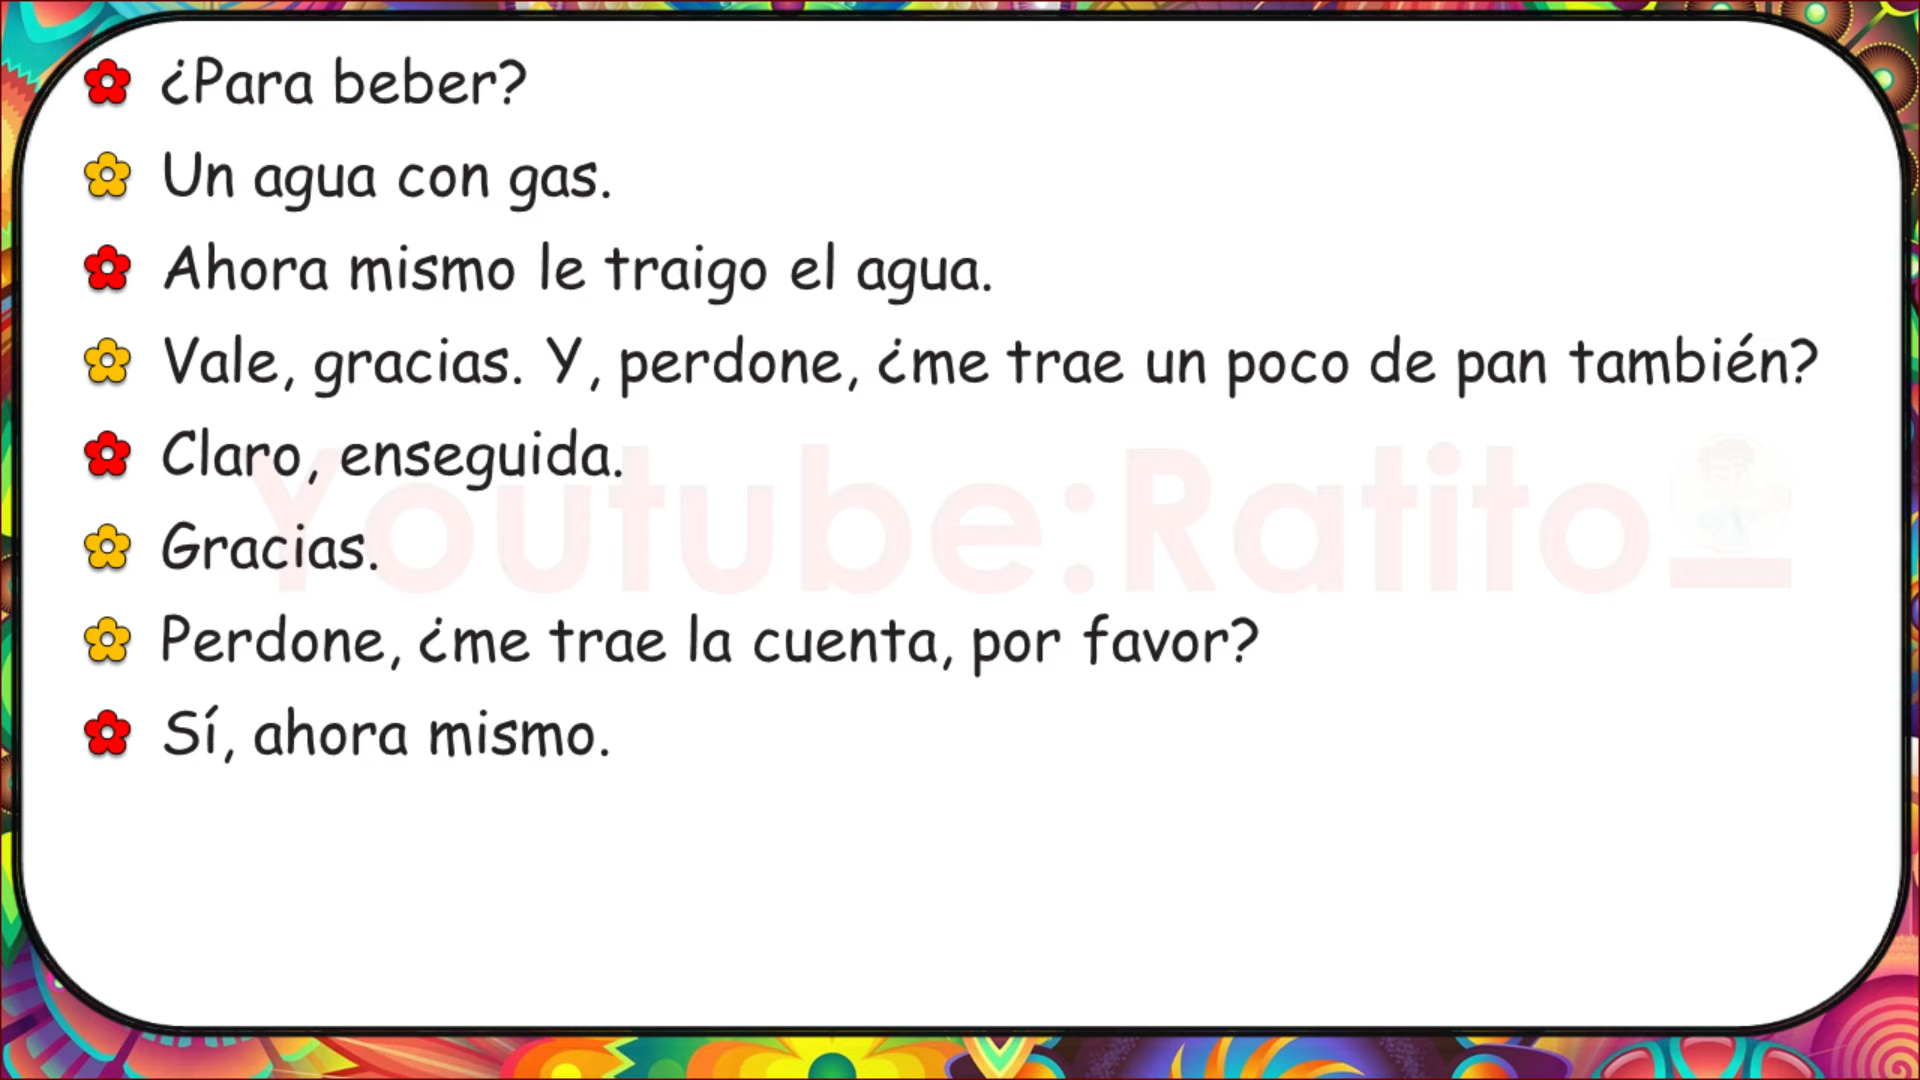 ¿Para beber?
Un agua con gas.
Ahora mismo le traigo el agua.
Vale, gracias. Y, perdone, ¿me trae un poco de pan también?
Claro, enseguida.
Youtube:Ratito
Gracias.
Perdone, ¿me trae la cuenta, por favor?
Sí, ahora mismo.